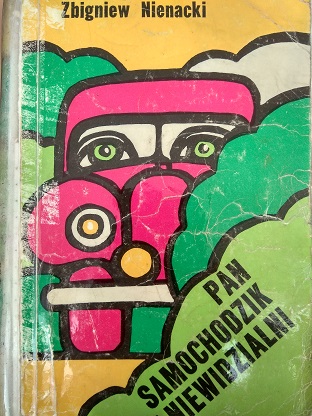 Zbigniew Nienacki
PAN
SAMOCHODZIK
NIEWIDZIALNI